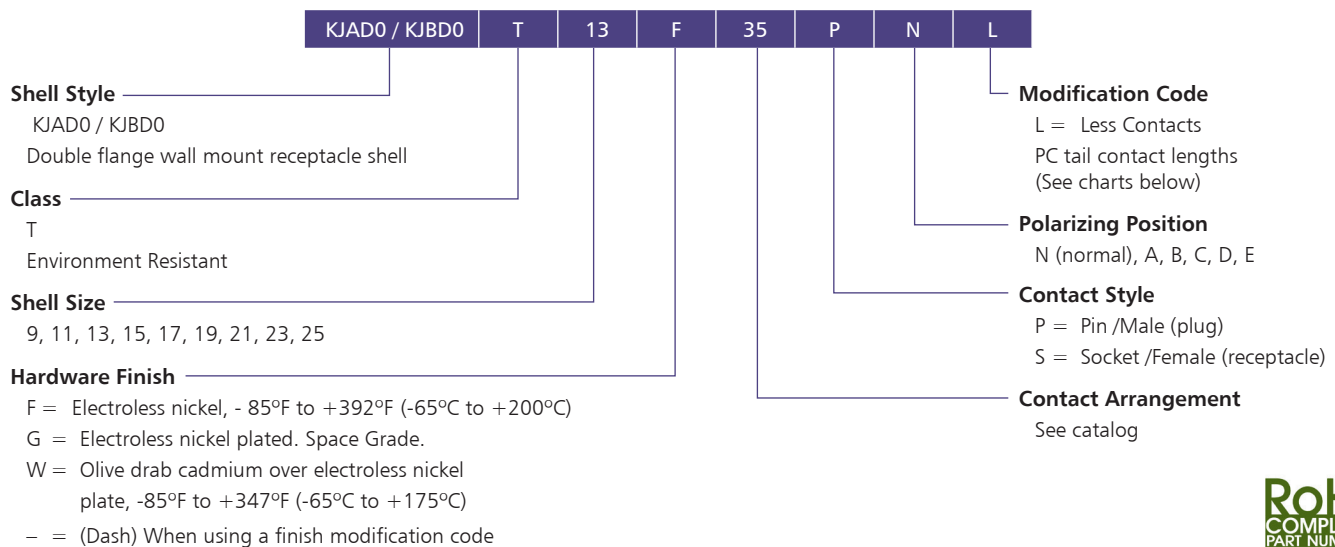 KJAD0 / KJBD0 T 13 F 35 P N L
Shell Style
KJAD0 / KJBD0
Double flange wall mount receptacle shell
Class
T
Environment Resistant
Shell Size
9, 11, 13, 15, 17, 19, 21, 23, 25
Hardware Finish
F = Electroless nickel, - 85ºF to +392ºF (-65ºC to +200ºC)
G = Electroless nickel plated. Space Grade.
W = Olive drab cadmium over electroless nickel
plate, -85ºF to +347ºF (-65ºC to +175ºC)
– = (Dash) When using a finish modification code
Modification Code
L = Less Contacts
PC tail contact lengths
(See charts below)
Polarizing Position
N (normal), A, B, C, D, E
Contact Style
P = Pin /Male (plug)
S = Socket /Female (receptacle)
Contact Arrangement
See catalog
PART